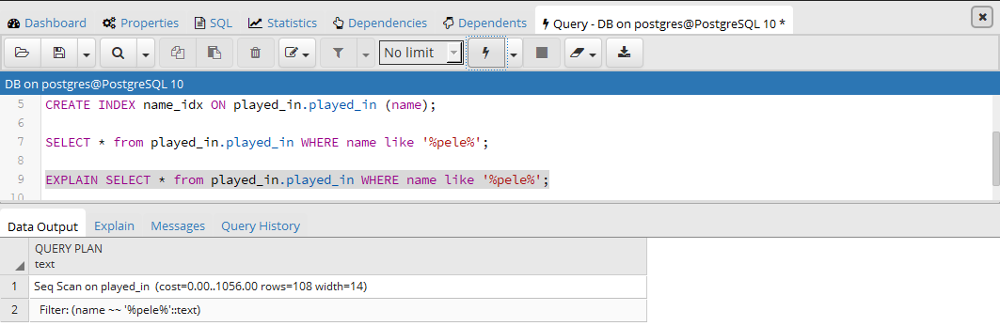 Dashboard Properties SQL Statistics Dependencies Dependents Query - DB on postgres@PostgreSQL 10 *
No limit
DB on postgres@PostgreSQL 10
5 CREATE INDEX name_idx ON played_in.played_in (name);
6
7 SELECT * from played_in.played_in WHERE name like '%pele%';
8
9 EXPLAIN SELECT * from played_in.played_in WHERE name like '%pele%';
10
Data Output Explain Messages Query History
QUERY PLAN
text
1 Seq Scan on played_in (cost=0.00..1056.00 rows=108 width=14)
2 Filter: (name ~~ '%pele%'::text)